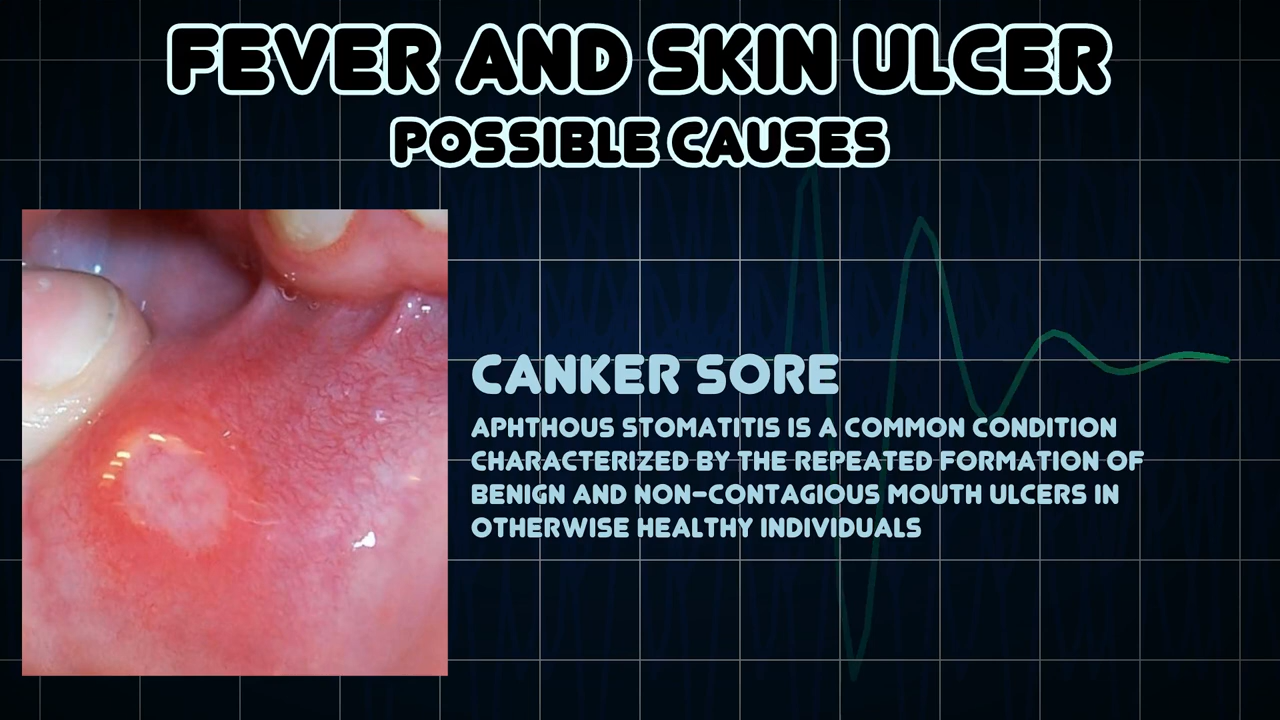 FEVER AND SKIN ULCER
POSSIBLE CAUSES
CANKER SORE
APHTHOUS STOMATITIS IS A COMMON CONDITION
CHARACTERIZED BY THE REPEATED FORMATION OF
BENIGN AND NON-CONTAGIOUS MOUTH ULCERS IN
OTHERWISE HEALTHY INDIVIDUALS